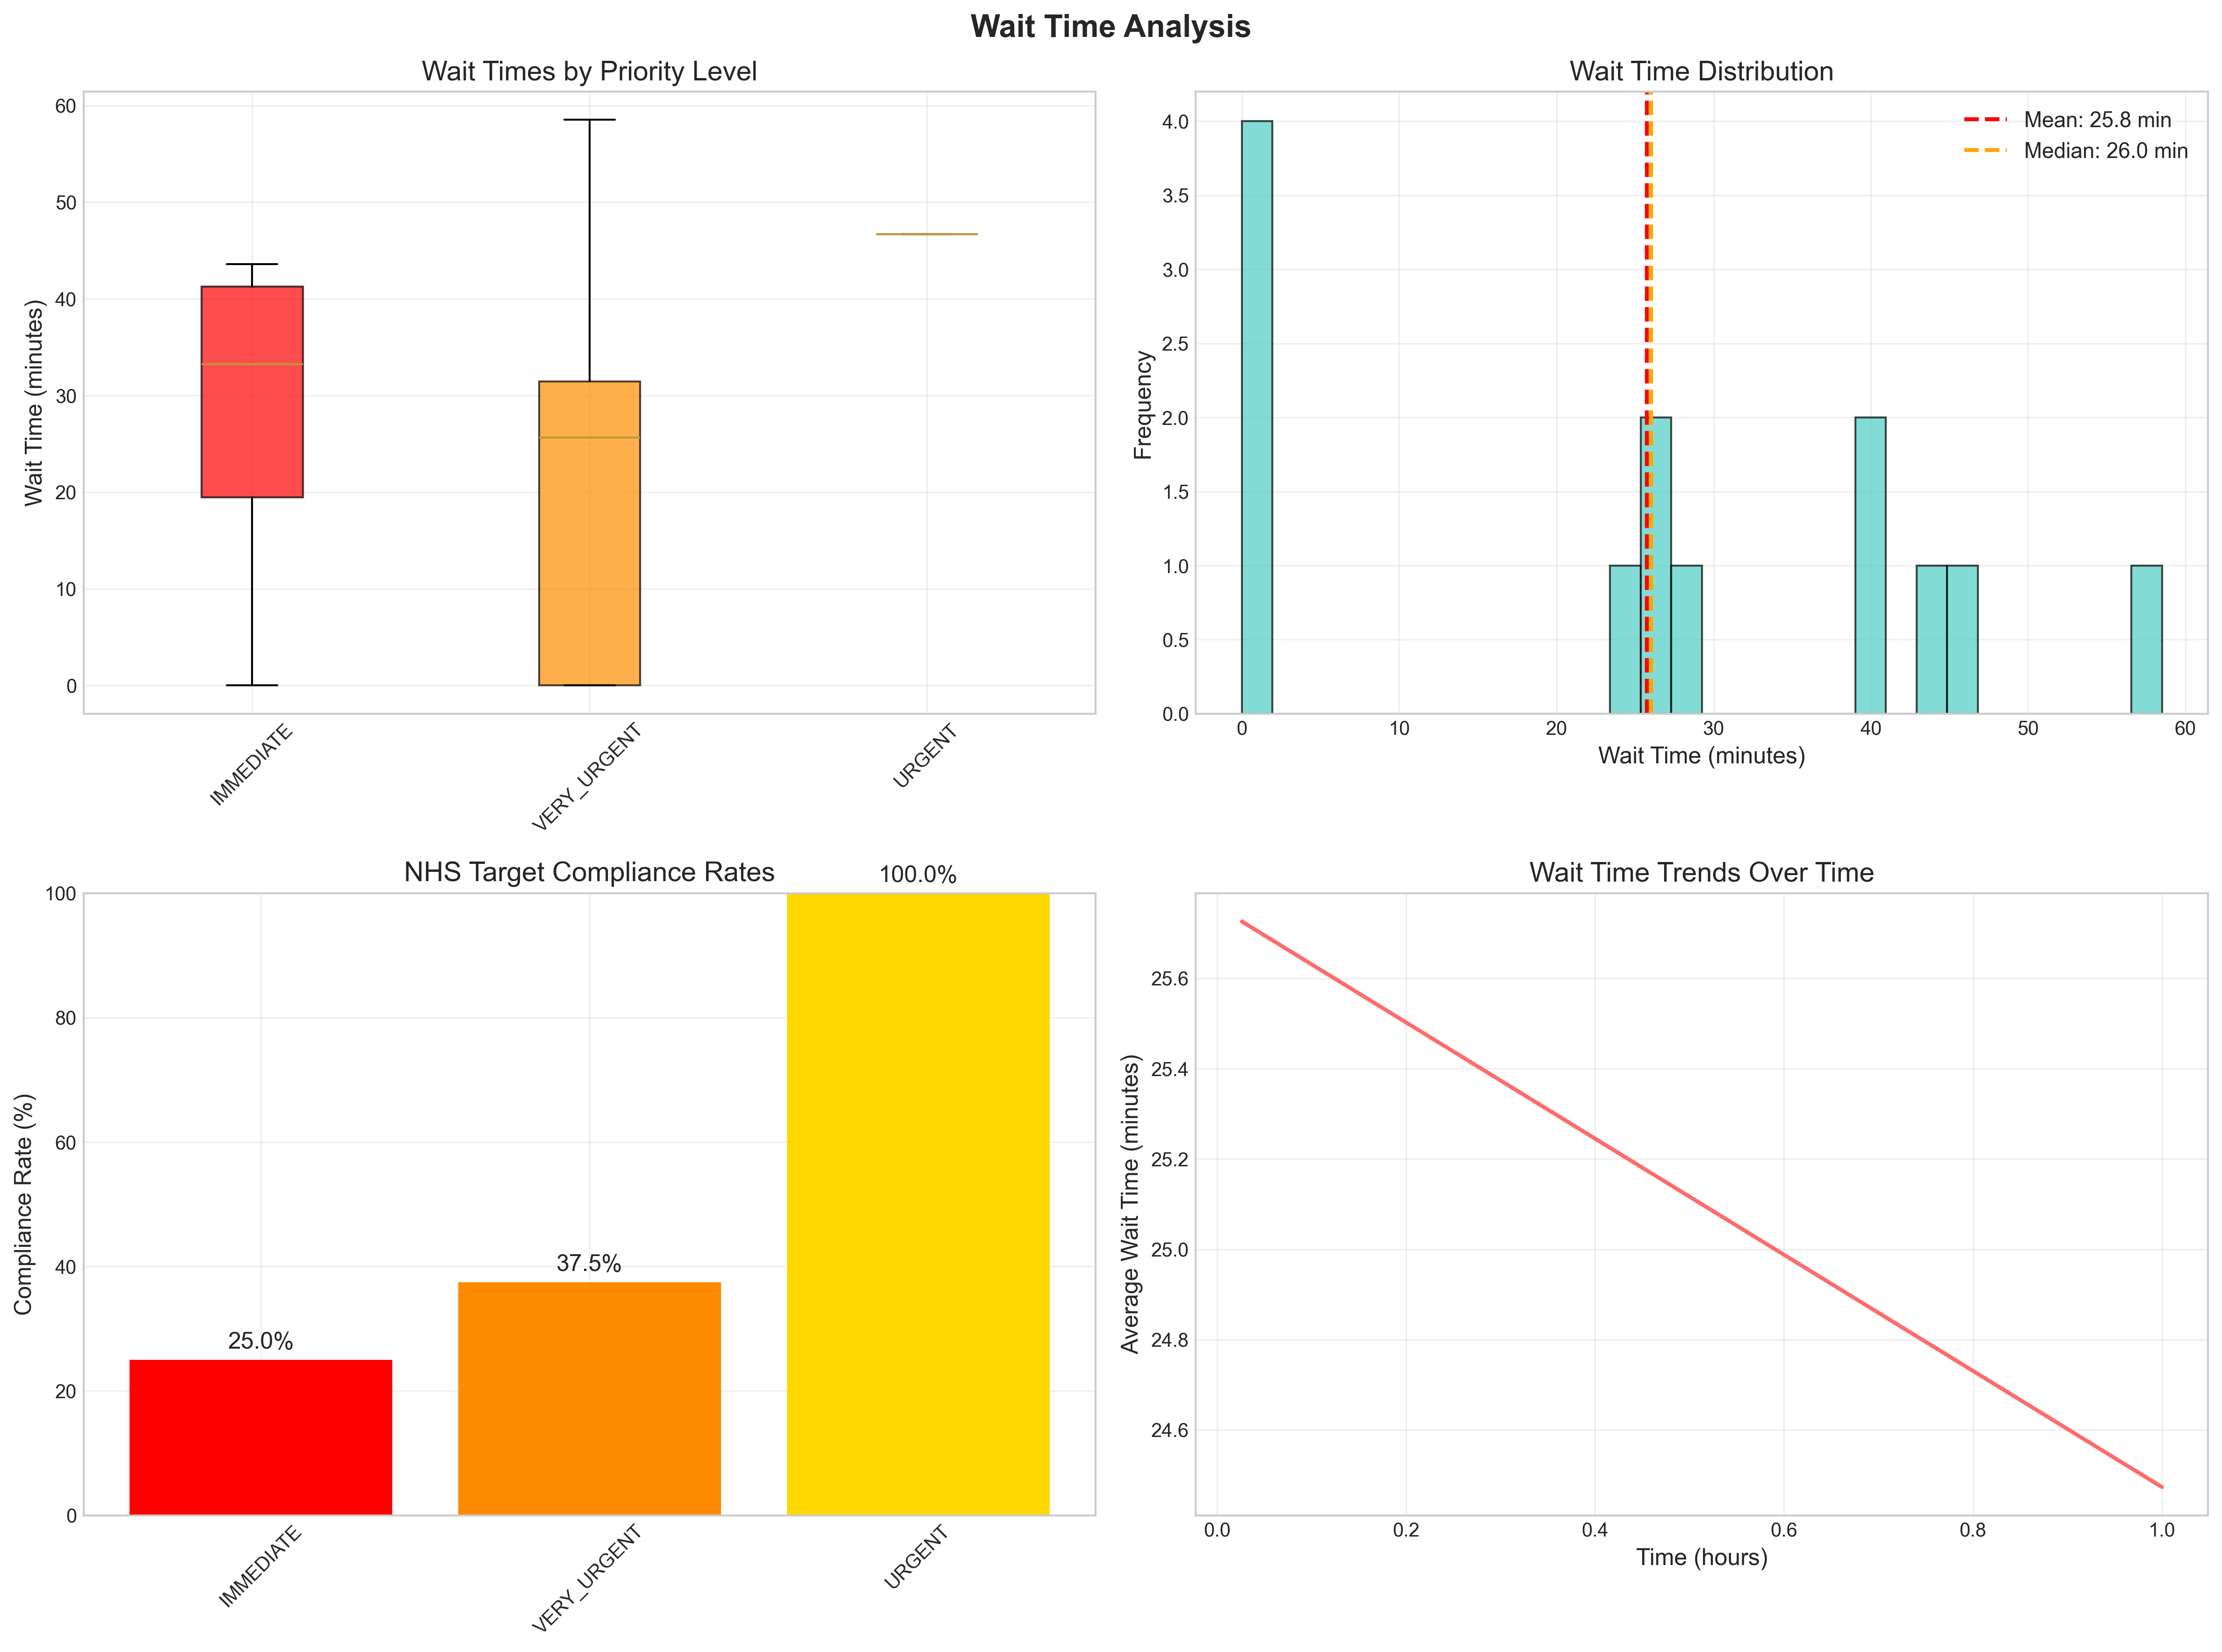 Wait Time Analysis
Wait Times by Priority Level
Wait Time (minutes)
60
50
40
30
20
10
0
IMMEDIATE
VERY_URGENT
URGENT
Wait Time Distribution
Mean: 25.8 min
Median: 26.0 min
Frequency
4.0
3.5
3.0
2.5
2.0
1.5
1.0
0.5
0.0
0 10 20 30 40 50 60
Wait Time (minutes)
NHS Target Compliance Rates
Compliance Rate (%)
100
80
60
40
20
0
25.0%
37.5%
100.0%
IMMEDIATE
VERY_URGENT
URGENT
Wait Time Trends Over Time
Average Wait Time (minutes)
25.6
25.4
25.2
25.0
24.8
24.6
0.0 0.2 0.4 0.6 0.8 1.0
Time (hours)